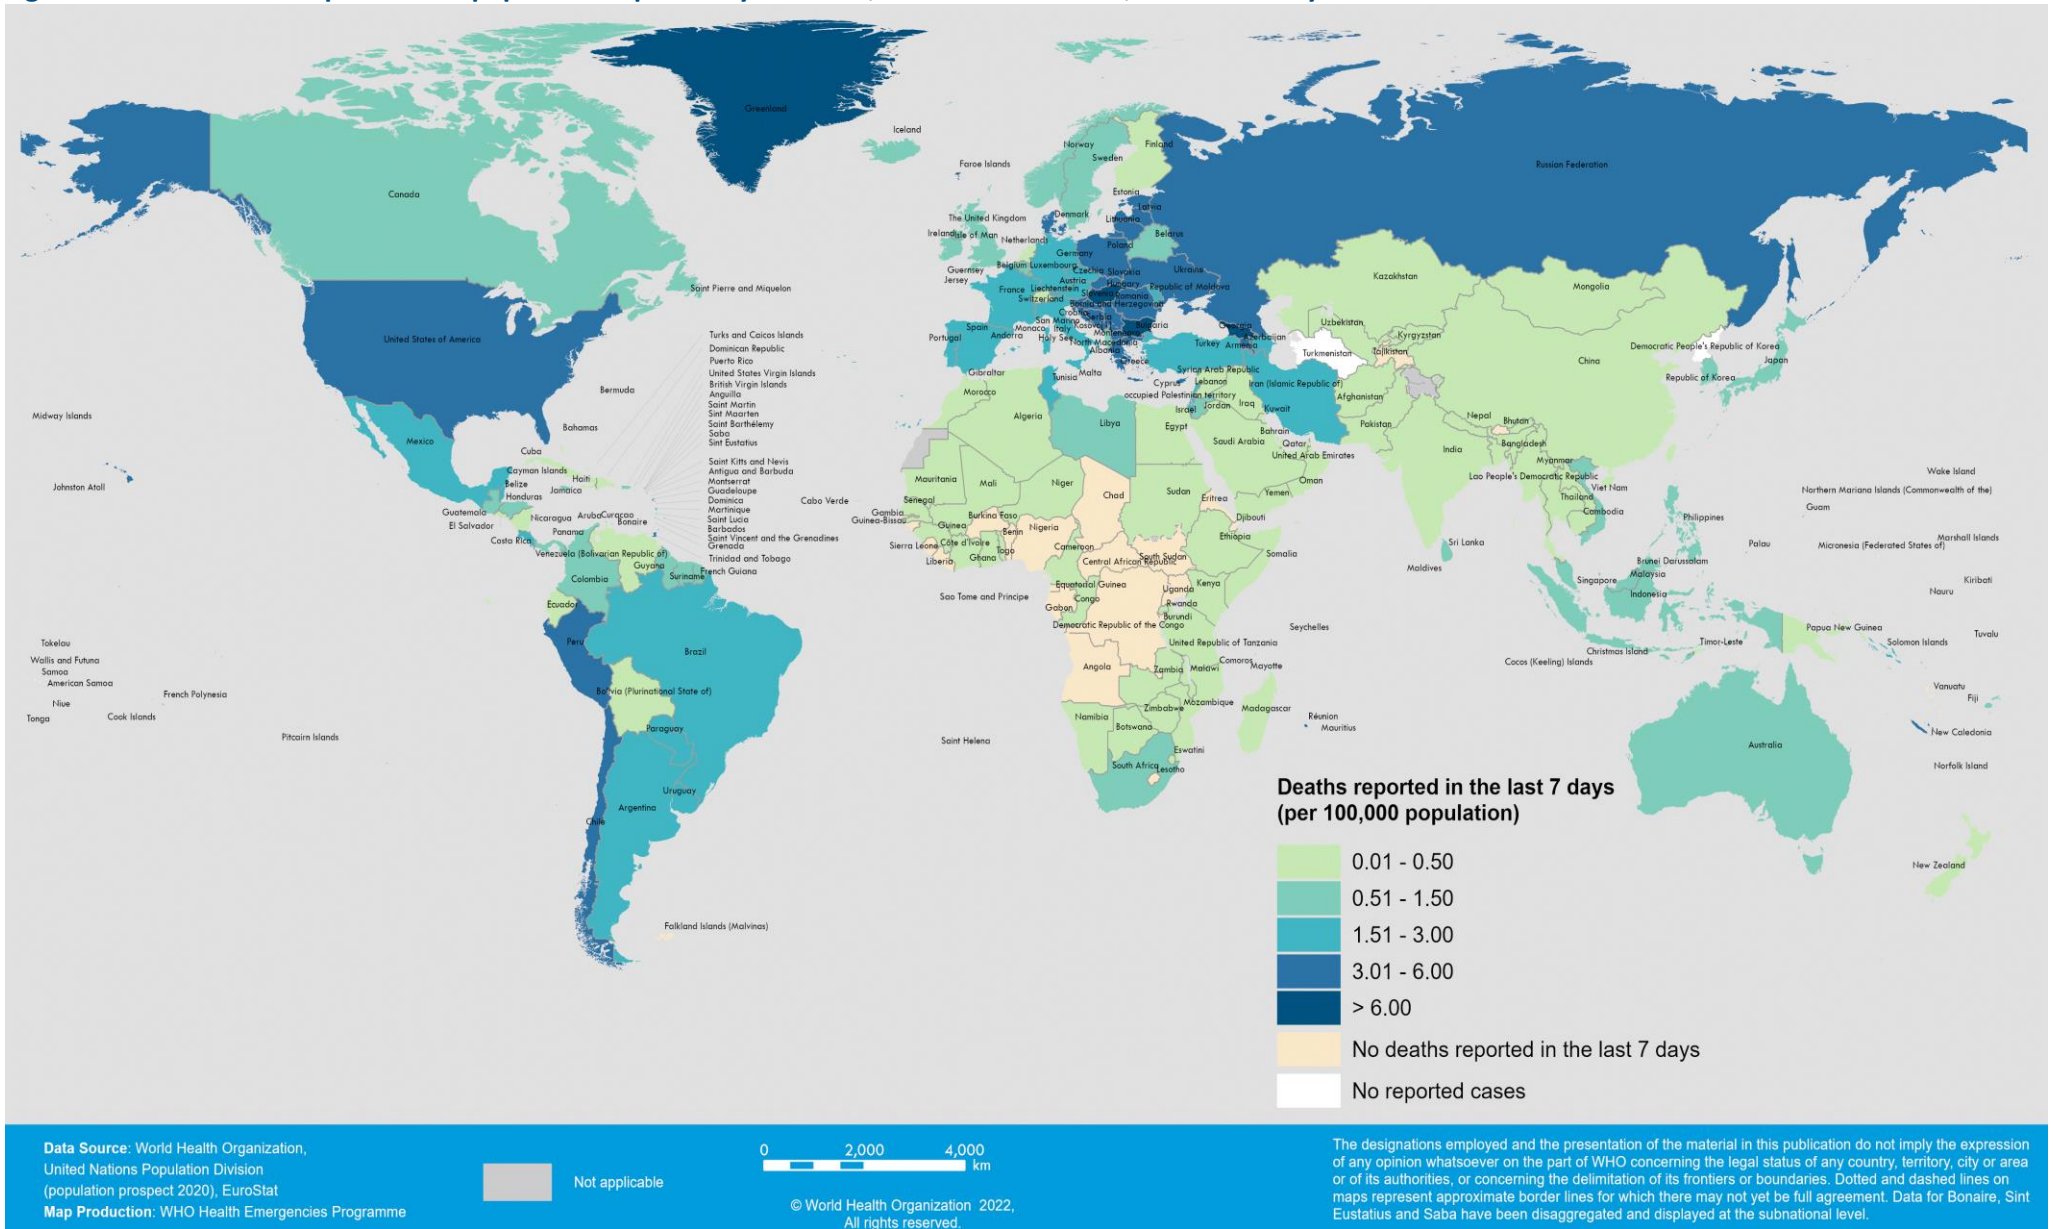 Greenland
Iceland
Faroe Islands
Norway
Sweden
Finland
Russian Federation
Canada
Estonia
Latvia
Lithuania
Denmark
The United Kingdom
Isle of Man
Ireland
Netherlands
Belarus
Poland
Germany
Belgium
Luxembourg
Guernsey
Jersey
Czechia
Slovakia
Ukraine
Austria
France
Liechtenstein
Switzerland
Hungary
Republic of Moldova
Romania
Bosnia and Herzegovina
Croatia
Serbia
San Marino
Monaco
Italy
Bulgaria
Montenegro
Spain
Andorra
Portugal
Holy See
North Macedonia
Albania
Greece
Georgia
Azerbaijan
Armenia
Turkey
Kazakhstan
Mongolia
Uzbekistan
Kyrgyzstan
Turkmenistan
Tajikistan
China
Democratic People's Republic of Korea
Republic of Korea
Japan
Saint Pierre and Miquelon
United States of America
Bermuda
Turks and Caicos Islands
Dominican Republic
Puerto Rico
United States Virgin Islands
British Virgin Islands
Anguilla
Saint Martin
Sint Maarten
Saint Barthélemy
Saba
Sint Eustatius
Saint Kitts and Nevis
Antigua and Barbuda
Montserrat
Guadeloupe
Dominica
Martinique
Saint Lucia
Barbados
Saint Vincent and the Grenadines
Grenada
Trinidad and Tobago
Midway Islands
Johnston Atoll
Mexico
Bahamas
Cuba
Cayman Islands
Haiti
Belize
Jamaica
Honduras
Guatemala
El Salvador
Nicaragua
Aruba
Curaçao
Bonaire
Panama
Costa Rica
Venezuela (Bolivarian Republic of)
Guyana
Suriname
French Guiana
Colombia
Ecuador
Peru
Brazil
Bolivia (Plurinational State of)
Paraguay
Uruguay
Argentina
Chile
Falkland Islands (Malvinas)
Tokelau
Wallis and Futuna
Samoa
American Samoa
Niue
Tonga
Cook Islands
French Polynesia
Pitcairn Islands
Gibraltar
Tunisia
Malta
Cyprus
Syrian Arab Republic
Lebanon
occupied Palestinian territory
Israel
Jordan
Iraq
Iran (Islamic Republic of)
Kuwait
Afghanistan
Pakistan
Morocco
Algeria
Libya
Egypt
Saudi Arabia
Bahrain
Qatar
United Arab Emirates
Oman
Yemen
Nepal
Bhutan
Bangladesh
India
Myanmar
Lao People's Democratic Republic
Viet Nam
Thailand
Cambodia
Philippines
Sri Lanka
Maldives
Brunei Darussalam
Malaysia
Singapore
Indonesia
Timor-Leste
Christmas Island
Cocos (Keeling) Islands
Papua New Guinea
Solomon Islands
Palau
Wake Island
Northern Mariana Islands (Commonwealth of the)
Guam
Micronesia (Federated States of)
Marshall Islands
Kiribati
Nauru
Tuvalu
Vanuatu
Fiji
New Caledonia
Norfolk Island
Australia
New Zealand
Cabo Verde
Mauritania
Mali
Niger
Chad
Sudan
Eritrea
Senegal
Gambia
Guinea-Bissau
Guinea
Burkina Faso
Benin
Nigeria
Djibouti
Ethiopia
Somalia
Sierra Leone
Côte d'Ivoire
Ghana
Togo
Liberia
Cameroon
South Sudan
Central African Republic
Equatorial Guinea
Congo
Gabon
Uganda
Kenya
Rwanda
Burundi
Sao Tome and Principe
Democratic Republic of the Congo
United Republic of Tanzania
Seychelles
Comoros
Mayotte
Angola
Zambia
Malawi
Mozambique
Zimbabwe
Madagascar
Namibia
Botswana
Réunion
Mauritius
Saint Helena
Eswatini
South Africa
Lesotho
Deaths reported in the last 7 days
(per 100,000 population)
0.01 - 0.50
0.51 - 1.50
1.51 - 3.00
3.01 - 6.00
> 6.00
No deaths reported in the last 7 days
No reported cases
Data Source: World Health Organization,
United Nations Population Division
(population prospect 2020), EuroStat
Map Production: WHO Health Emergencies Programme
Not applicable
0 2,000 4,000
km
© World Health Organization 2022,
All rights reserved.
The designations employed and the presentation of the material in this publication do not imply the expression
of any opinion whatsoever on the part of WHO concerning the legal status of any country, territory, city or area
or of its authorities, or concerning the delimitation of its frontiers or boundaries. Dotted and dashed lines on
maps represent approximate border lines for which there may not yet be full agreement. Data for Bonaire, Sint
Eustatius and Saba have been disaggregated and displayed at the subnational level.